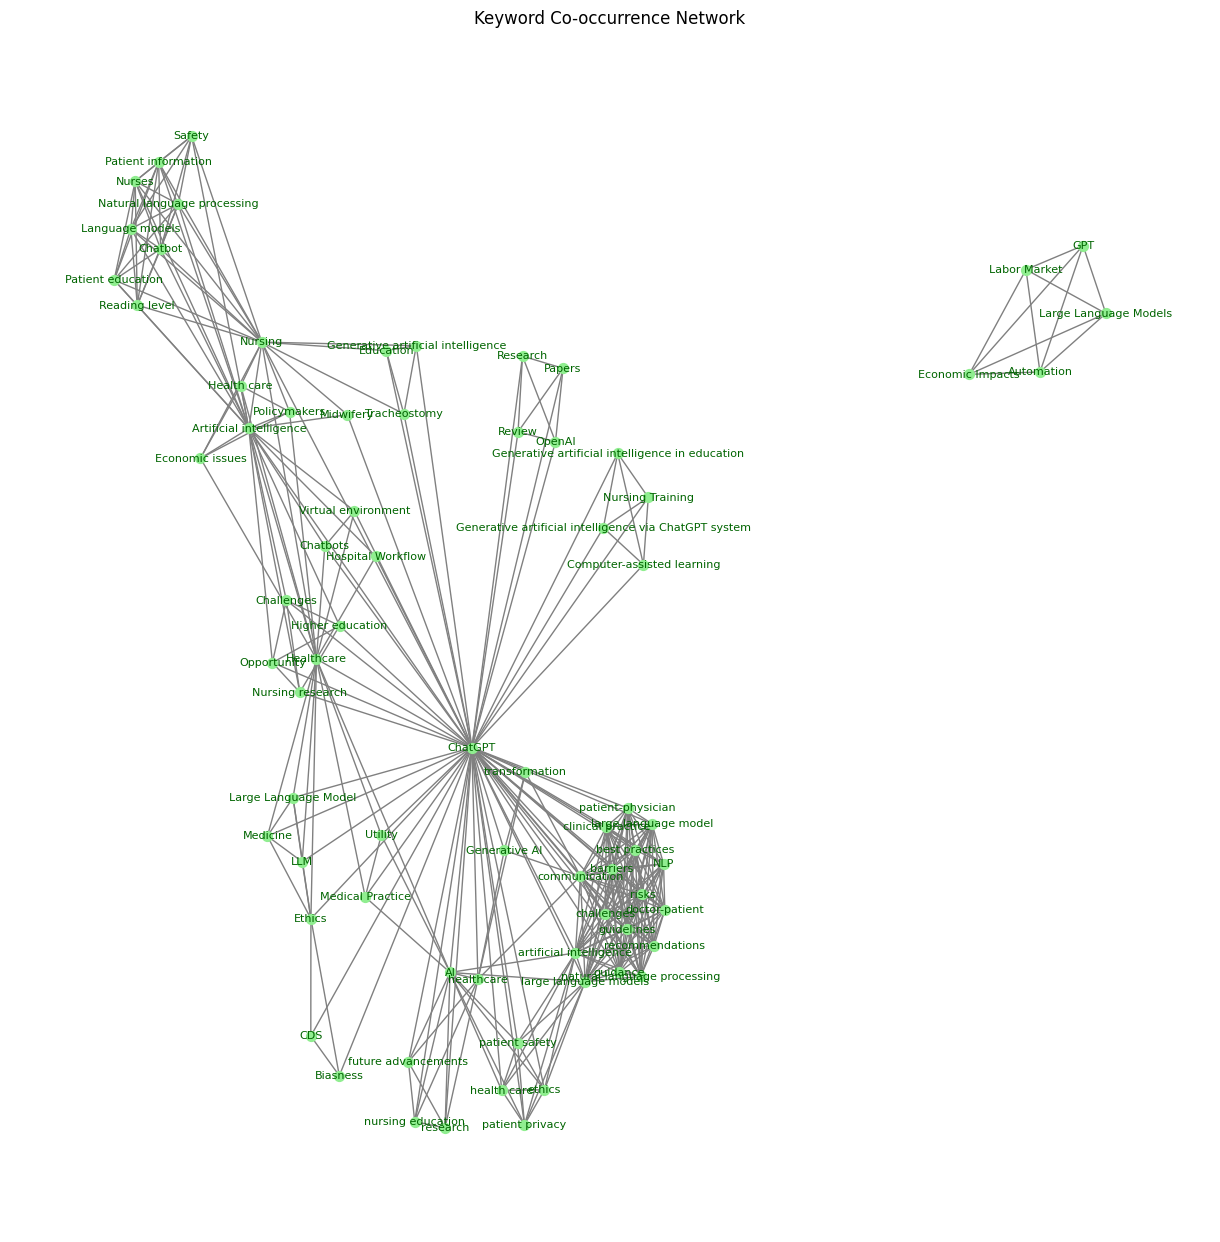 Keyword Co-occurrence Network
Safety
Patient information
Nurses
Natural language processing
Language models
Chatbot
Patient education
Reading level
GPT
Labor Market
Large Language Models
Economic Impacts
Automation
Nursing
Generative artificial intelligence
Education
Research
Papers
Health care
Policymakers
Midwifery
Tracheostomy
Artificial intelligence
Review
OpenAI
Economic issues
Generative artificial intelligence in education
Nursing Training
Virtual environment
Generative artificial intelligence via ChatGPT system
Chatbots
Hospital Workflow
Computer-assisted learning
Challenges
Higher education
Healthcare
Opportunity
Nursing research
ChatGPT
transformation
Large Language Model
patient-physician
Medicine
Utility
clinical practice
large language model
LLM
Generative AI
best practices
barriers
NLP
communication
Medical Practice
risks
Ethics
challenges
doctor-patient
guidelines
artificial intelligence
recommendations
AI
healthcare
guidance
natural language processing
large language models
CDS
patient safety
Biasness
future advancements
health care
ethics
nursing education
research
patient privacy